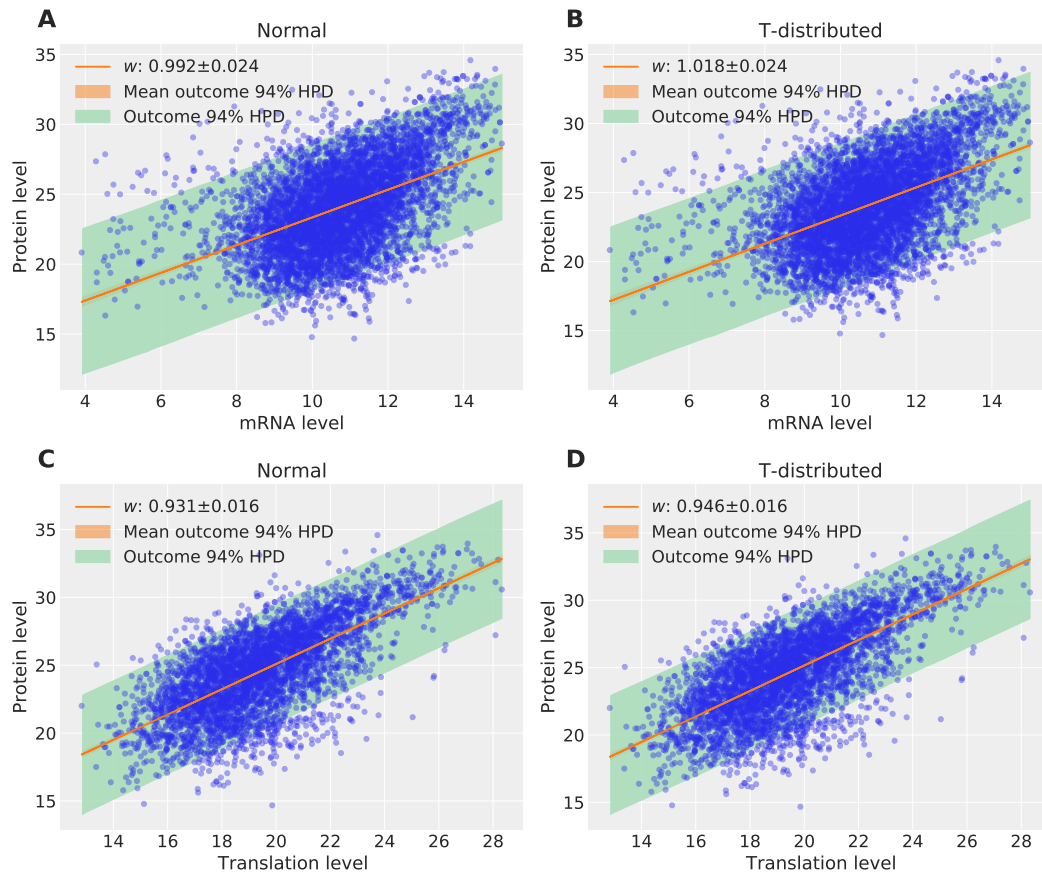 A
Normal
w: 0.992±0.024
Mean outcome 94% HPD
Outcome 94% HPD
Protein level
35
30
25
20
15
4 6 8 10 12 14
mRNA level
B
T-distributed
w: 1.018±0.024
Mean outcome 94% HPD
Outcome 94% HPD
Protein level
35
30
25
20
15
4 6 8 10 12 14
mRNA level
C
Normal
w: 0.931±0.016
Mean outcome 94% HPD
Outcome 94% HPD
Protein level
35
30
25
20
15
14 16 18 20 22 24 26 28
Translation level
D
T-distributed
w: 0.946±0.016
Mean outcome 94% HPD
Outcome 94% HPD
Protein level
35
30
25
20
15
14 16 18 20 22 24 26 28
Translation level